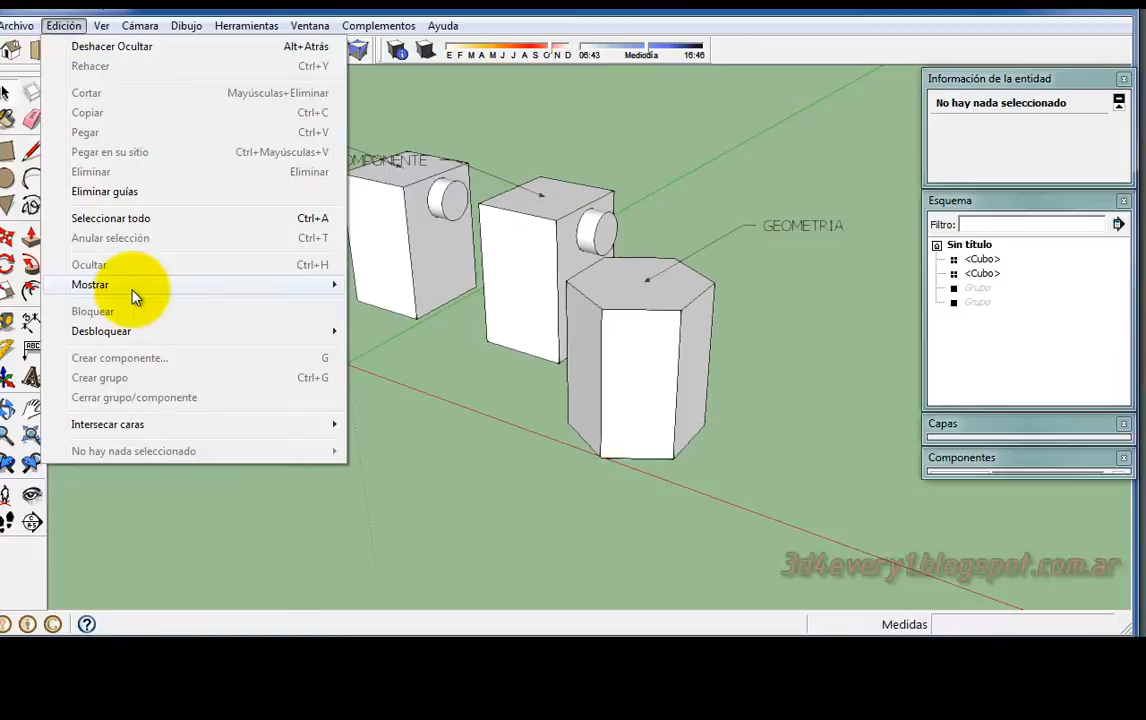 Archivo Edición Ver Cámara Dibujo Herramientas Ventana Complementos Ayuda
Deshacer Ocultar Alt+Atrás
Rehacer Ctrl+Y
Cortar Mayúsculas+Eliminar
Copiar Ctrl+C
Pegar Ctrl+V
Pegar en su sitio Ctrl+Mayúsculas+V
Eliminar Eliminar
Eliminar guías
Seleccionar todo Ctrl+A
Anular selección Ctrl+T
Ocultar Ctrl+H
Mostrar
Bloquear
Desbloquear
Crear componente... G
Crear grupo Ctrl+G
Cerrar grupo/componente
Intersecar caras
No hay nada seleccionado
E F M A M J J A S O N D 06:43 Mediodía 16:46
OMPONENTE
GEOMETRIA
ABC
Información de la entidad
No hay nada seleccionado
Esquema
Filtro:
Sin título
<Cubo>
<Cubo>
Grupo
Grupo
Capas
Componentes
3d4every1.blogspot.com.ar
Medidas